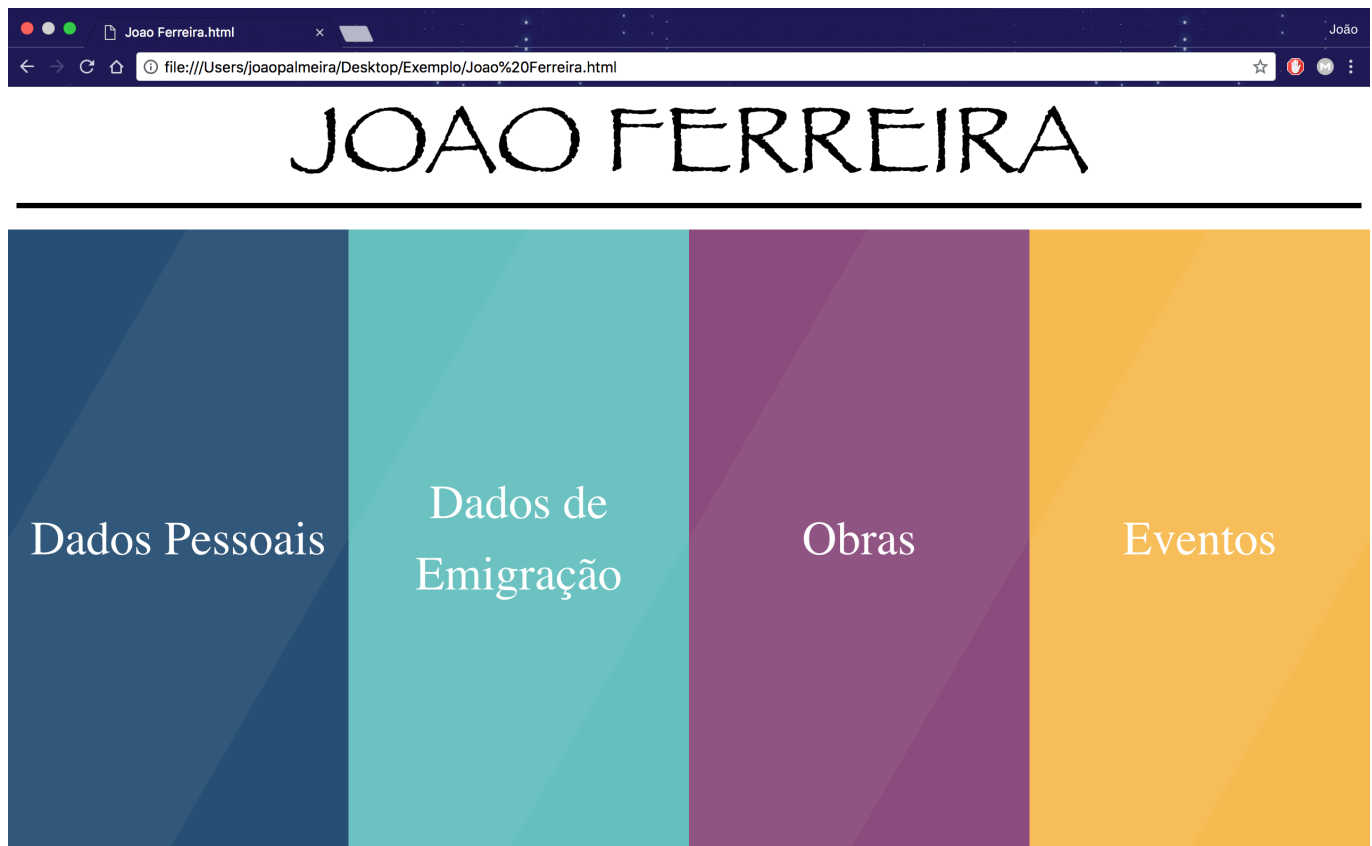 Joao Ferreira.html
João
file:///Users/joaopalmeira/Desktop/Exemplo/Joao%20Ferreira.html
M
JOAO FERREIRA
Dados Pessoais
Dados de
Emigração
Obras
Eventos